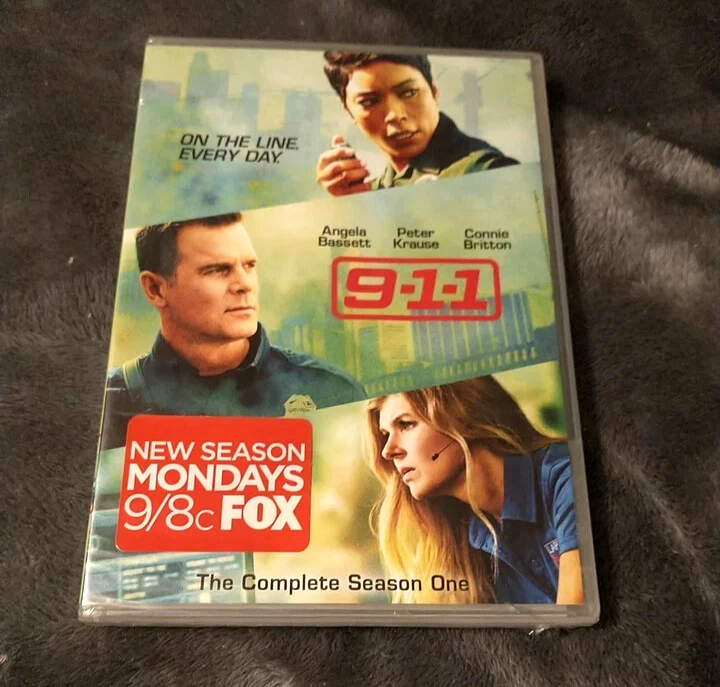 ON THE LINE.
EVERY DAY.
Angela Bassett
Peter Krause
Connie Britton
9-1-1
NEW SEASON
MONDAYS
9/8c FOX
The Complete Season One